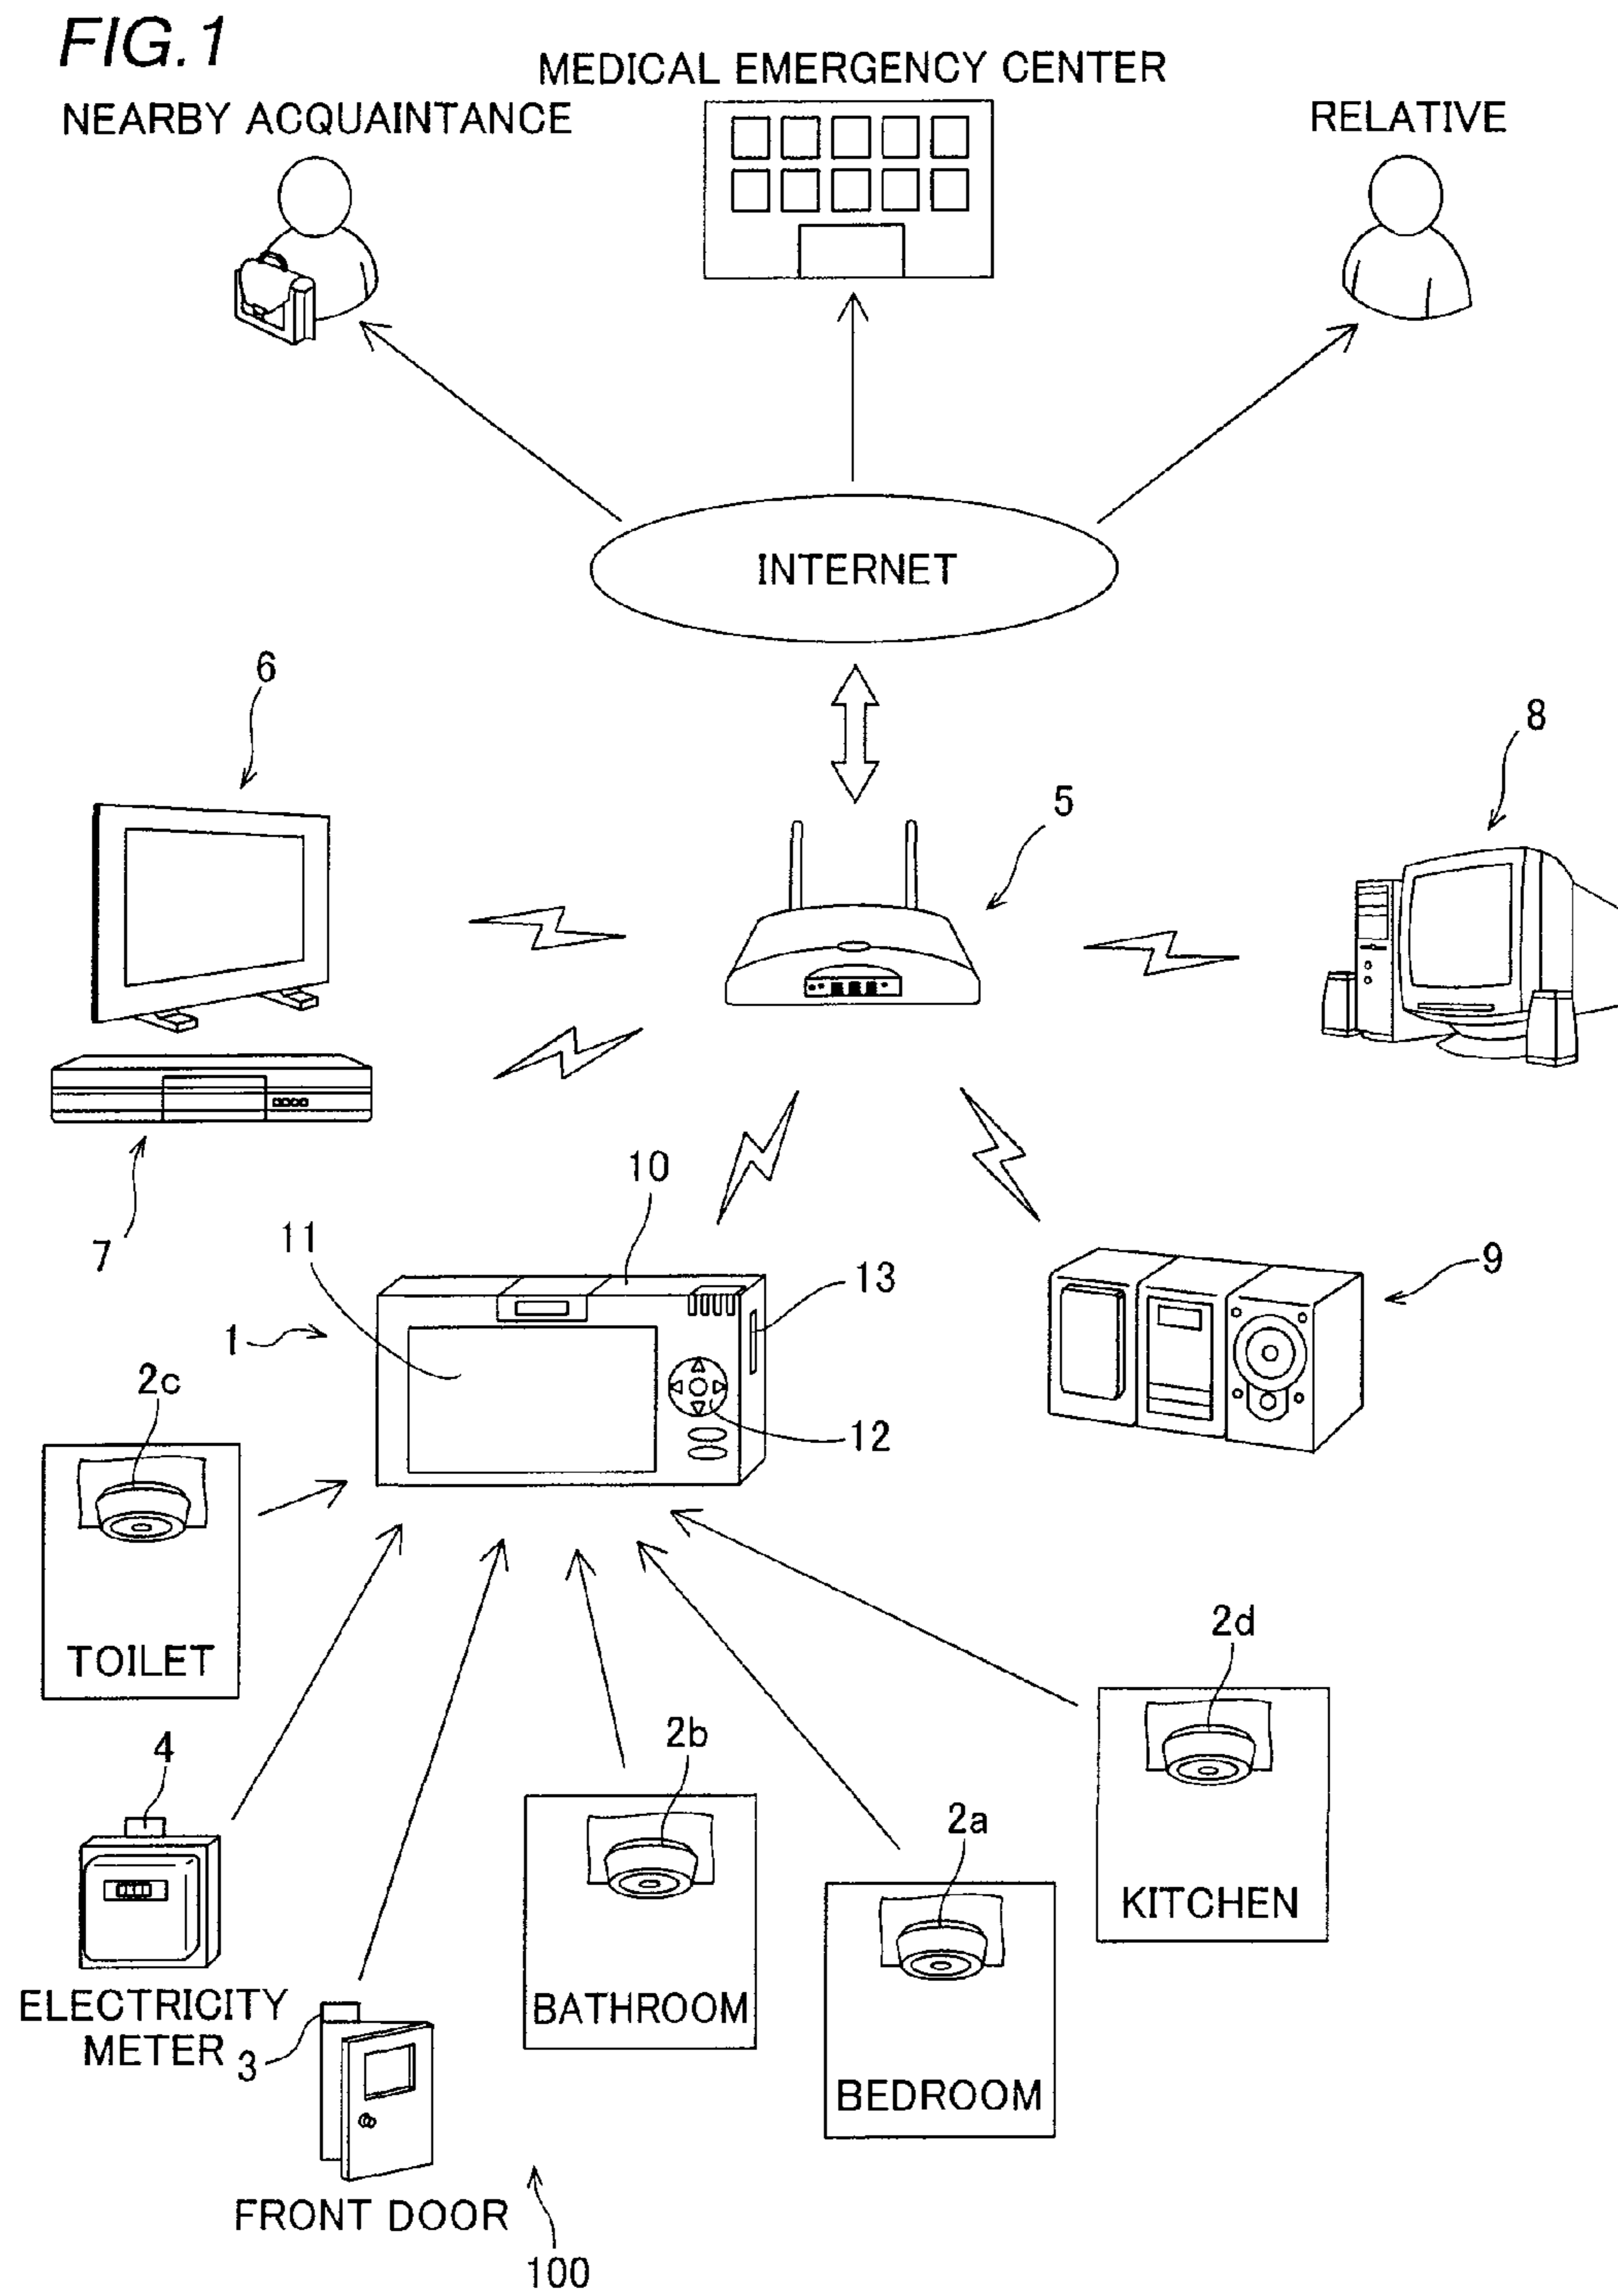 FIG.1
MEDICAL EMERGENCY CENTER
NEARBY ACQUAINTANCE
RELATIVE
INTERNET
6
8
5
7
10
11
13
9
1
2c
12
TOILET
2d
4
2b
2a
KITCHEN
ELECTRICITY
METER
3
BATHROOM
BEDROOM
FRONT DOOR
100